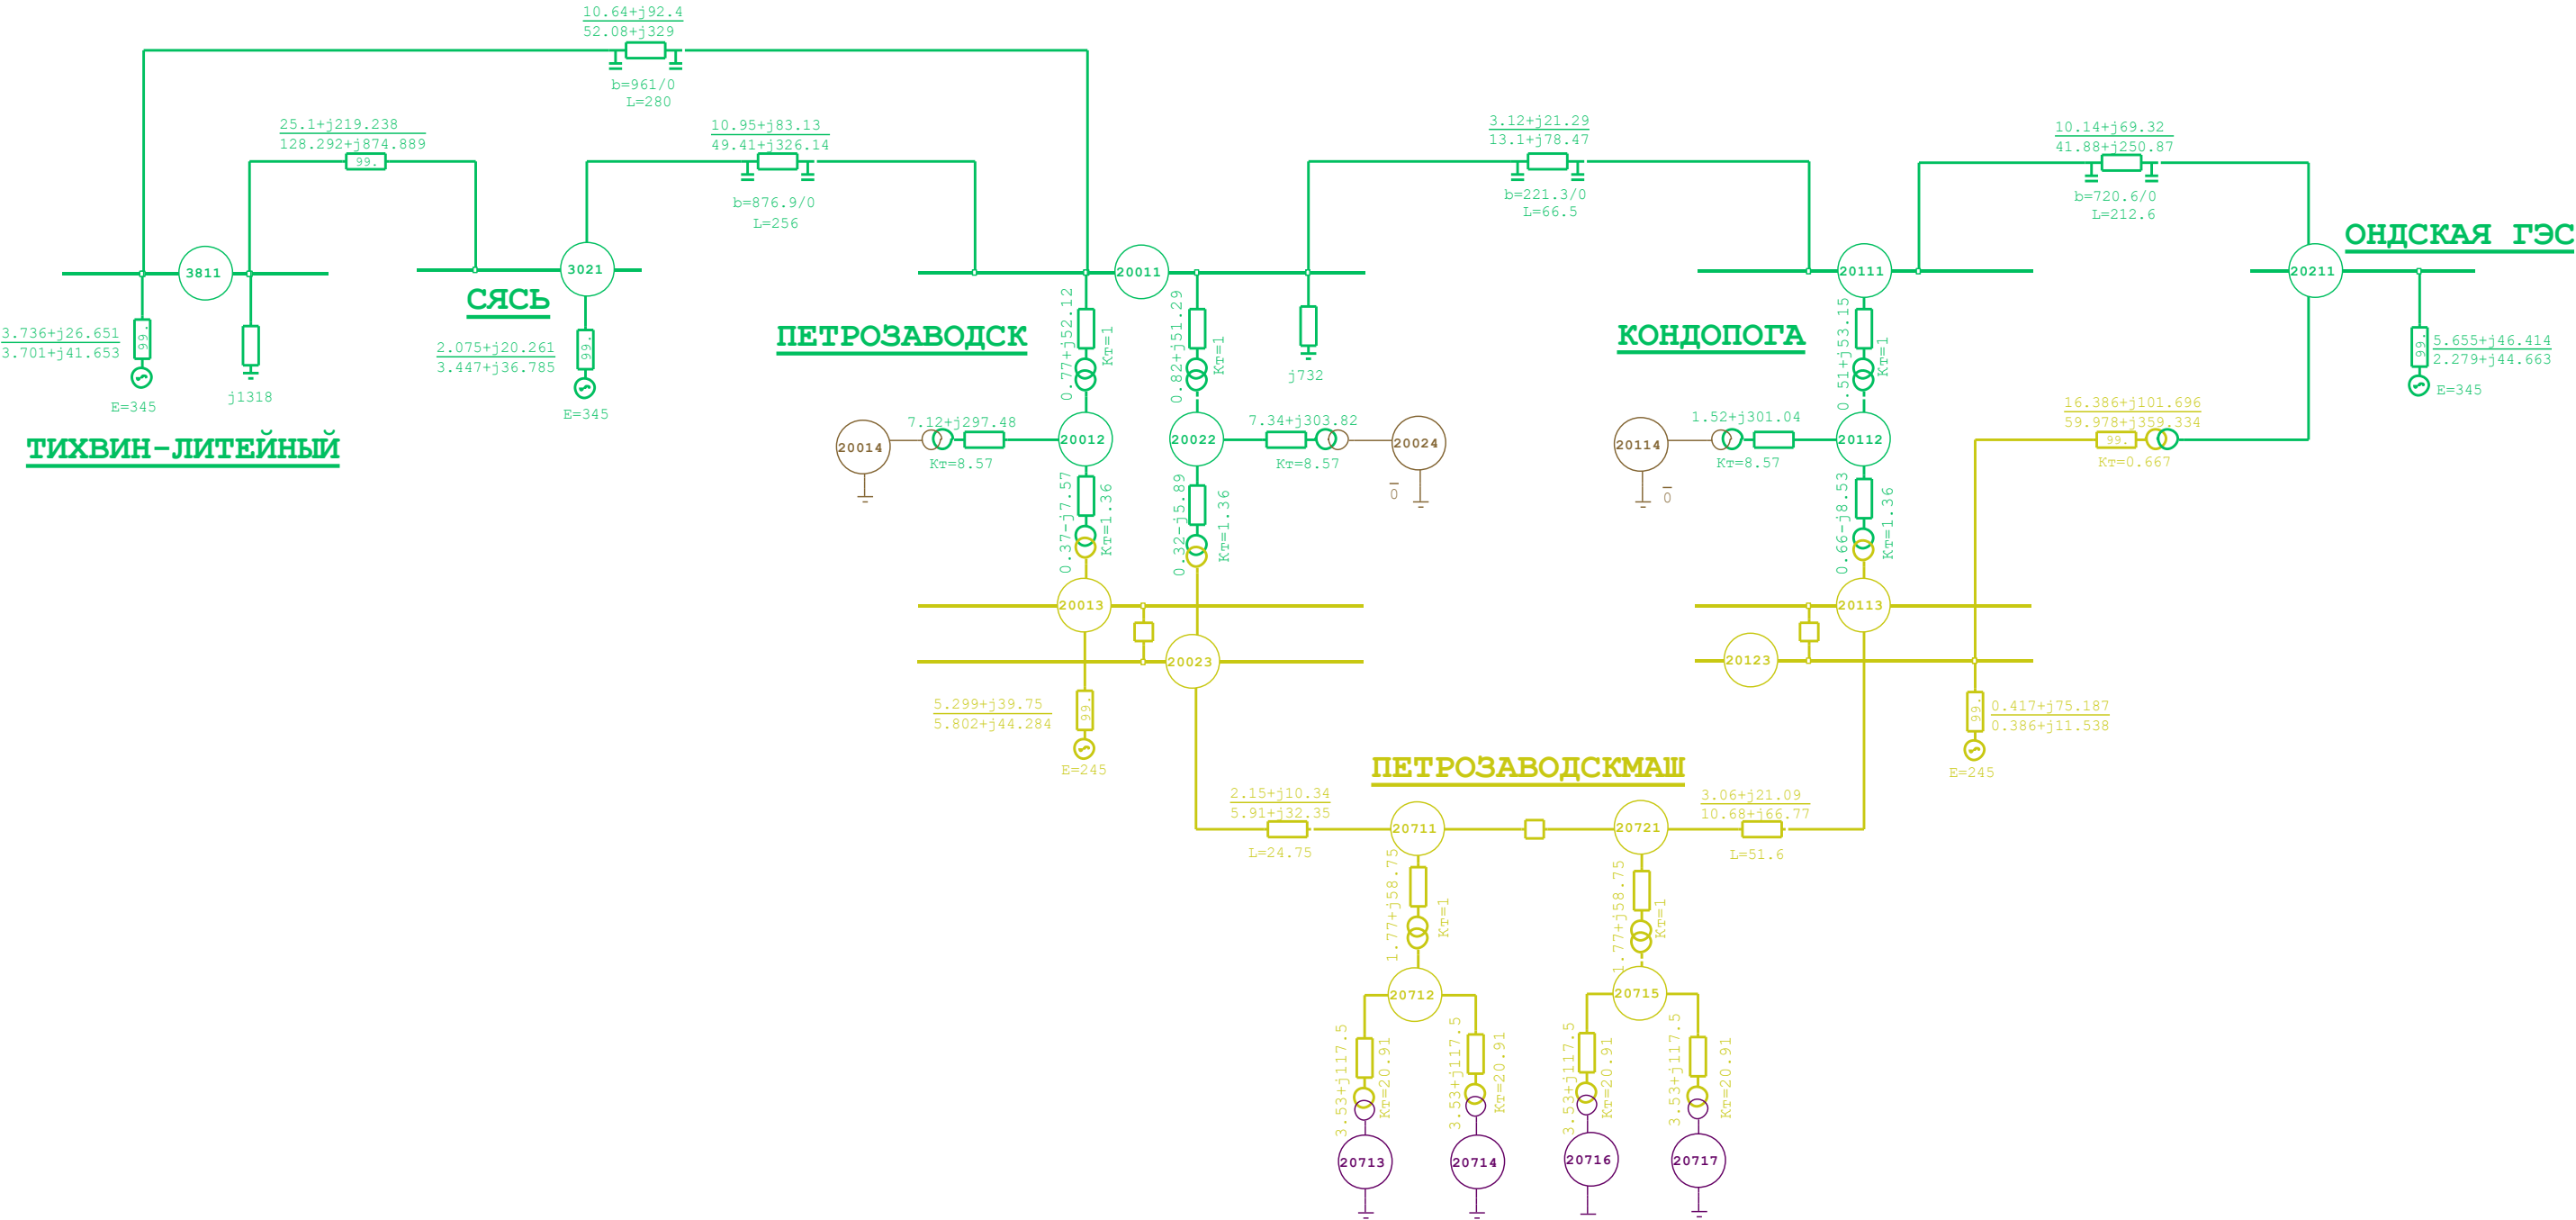 10.64+j92.4
52.08+j329
b=961/0
L=280
25.1+j219.238
128.292+j874.889
99.
10.95+j83.13
49.41+j326.14
b=876.9/0
L=256
3.12+j21.29
13.1+j78.47
b=221.3/0
L=66.5
10.14+j69.32
41.88+j250.87
b=720.6/0
L=212.6
ОНДСКАЯ ГЭС
3811
3021
20011
20111
20211
СЯСЬ
ПЕТРОЗАВОДСК
КОНДОПОГА
3.736+j26.651
3.701+j41.653
99.
E=345
j1318
2.075+j20.261
3.447+j36.785
99.
E=345
ТИХВИН-ЛИТЕЙНЫЙ
0.77+j52.12
Кт=1
0.82+j51.29
Кт=1
j732
0.51+j53.15
Кт=1
5.655+j46.414
2.279+j44.663
99.
E=345
20014
7.12+j297.48
Кт=8.57
20012
20022
7.34+j303.82
Кт=8.57
20024
0
20114
0
1.52+j301.04
Кт=8.57
20112
16.386+j101.696
59.978+j359.334
99.
Кт=0.667
0.37-j7.57
Кт=1.36
0.32-j5.89
Кт=1.36
0.66-j8.53
Кт=1.36
20013
20023
20113
20123
5.299+j39.75
5.802+j44.284
99.
E=245
0.417+j75.187
0.386+j11.538
99.
E=245
ПЕТРОЗАВОДСКМАШ
2.15+j10.34
5.91+j32.35
L=24.75
20711
20721
3.06+j21.09
10.68+j66.77
L=51.6
1.77+j58.75
Кт=1
1.77+j58.75
Кт=1
20712
20715
3.53+j117.5
Кт=20.91
3.53+j117.5
Кт=20.91
3.53+j117.5
Кт=20.91
3.53+j117.5
Кт=20.91
20713
20714
20716
20717